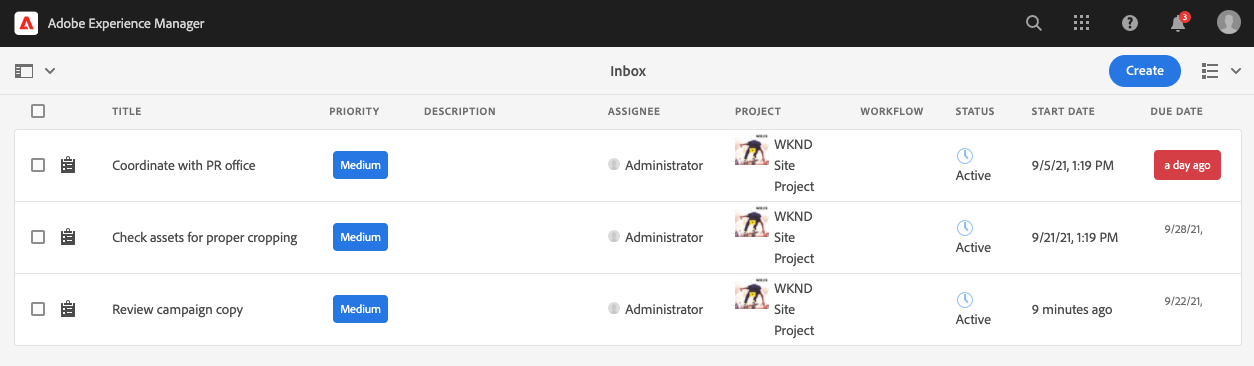 Adobe Experience Manager
3
Inbox
Create
TITLE PRIORITY DESCRIPTION ASSIGNEE PROJECT WORKFLOW STATUS START DATE DUE DATE
Coordinate with PR office Medium Administrator WKND Site Project Active 9/5/21, 1:19 PM a day ago
Check assets for proper cropping Medium Administrator WKND Site Project Active 9/21/21, 1:19 PM 9/28/21,
Review campaign copy Medium Administrator WKND Site Project Active 9 minutes ago 9/22/21,